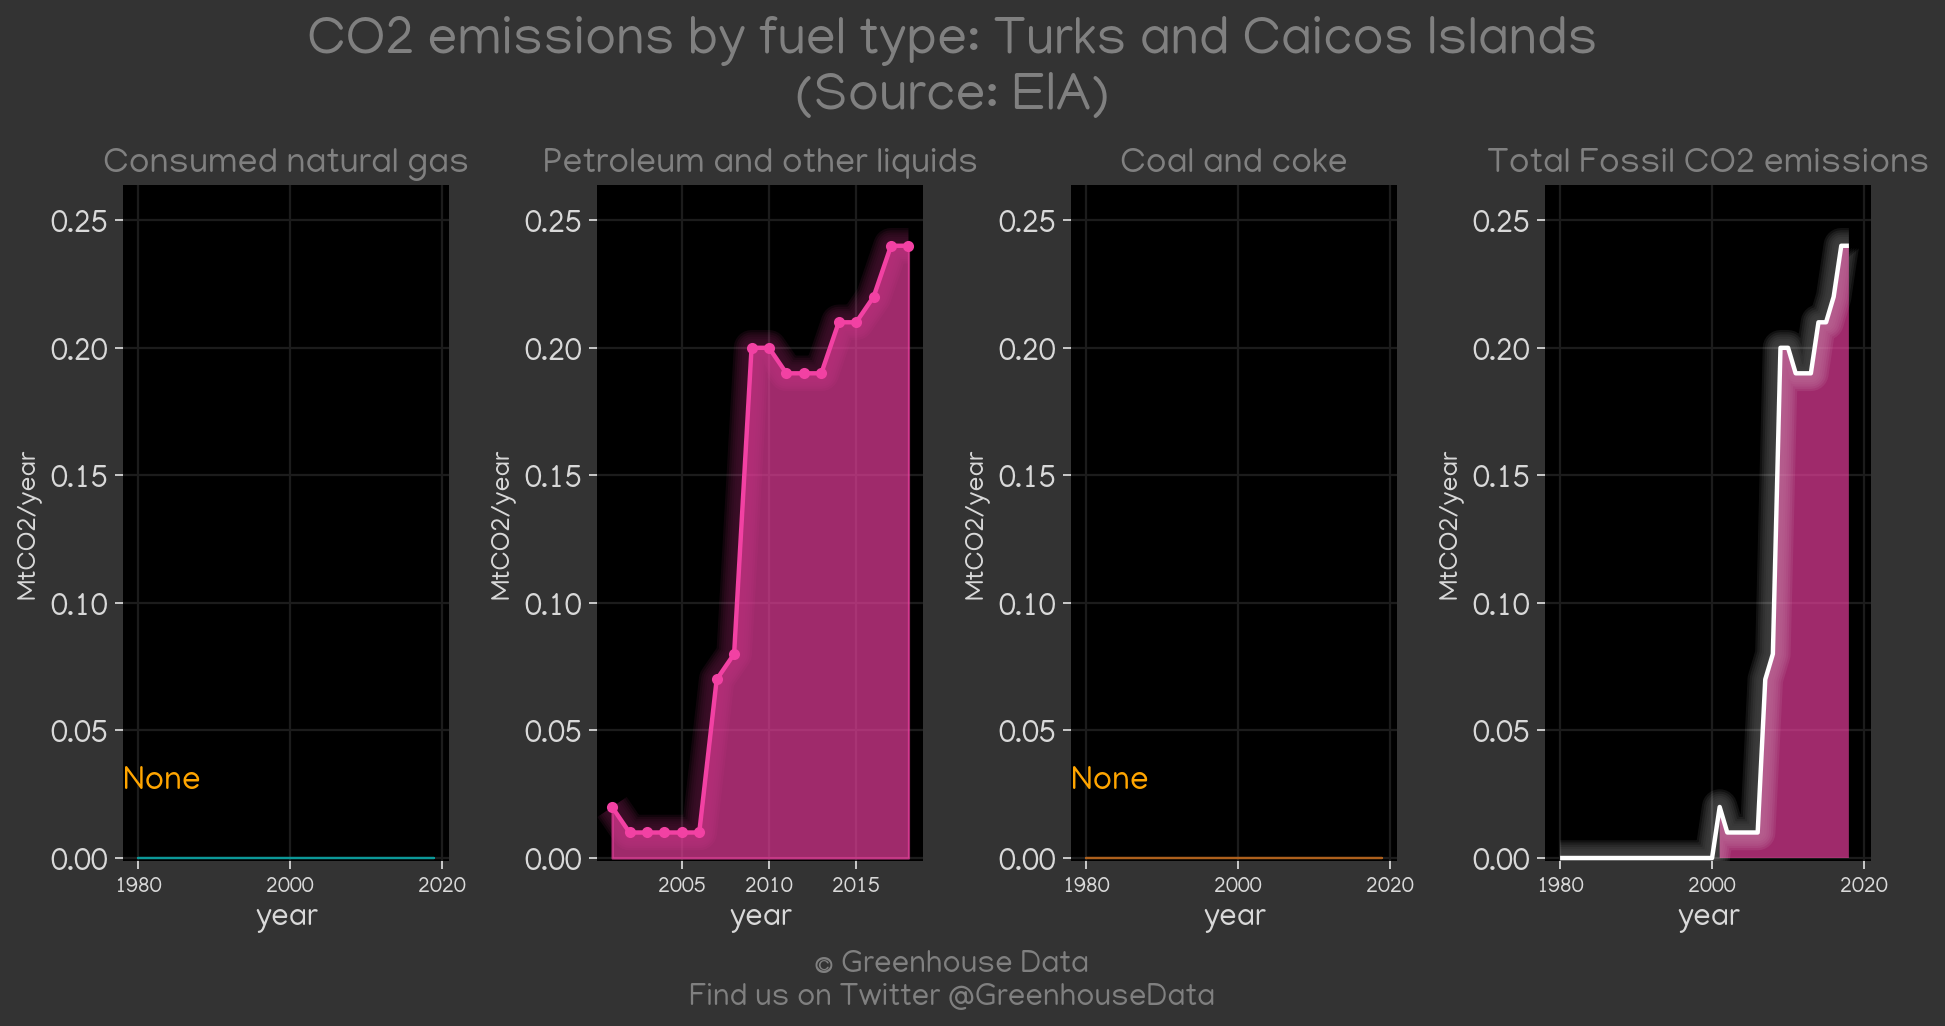 CO2 emissions by fuel type: Turks and Caicos Islands
(Source: EIA)
Consumed natural gas
MtCO2/year
0.25
0.20
0.15
0.10
0.05
0.00
None
1980 2000 2020
year
Petroleum and other liquids
MtCO2/year
0.25
0.20
0.15
0.10
0.05
0.00
2005 2010 2015
year
Coal and coke
MtCO2/year
0.25
0.20
0.15
0.10
0.05
0.00
None
1980 2000 2020
year
Total Fossil CO2 emissions
MtCO2/year
0.25
0.20
0.15
0.10
0.05
0.00
1980 2000 2020
year
© Greenhouse Data
Find us on Twitter @GreenhouseData